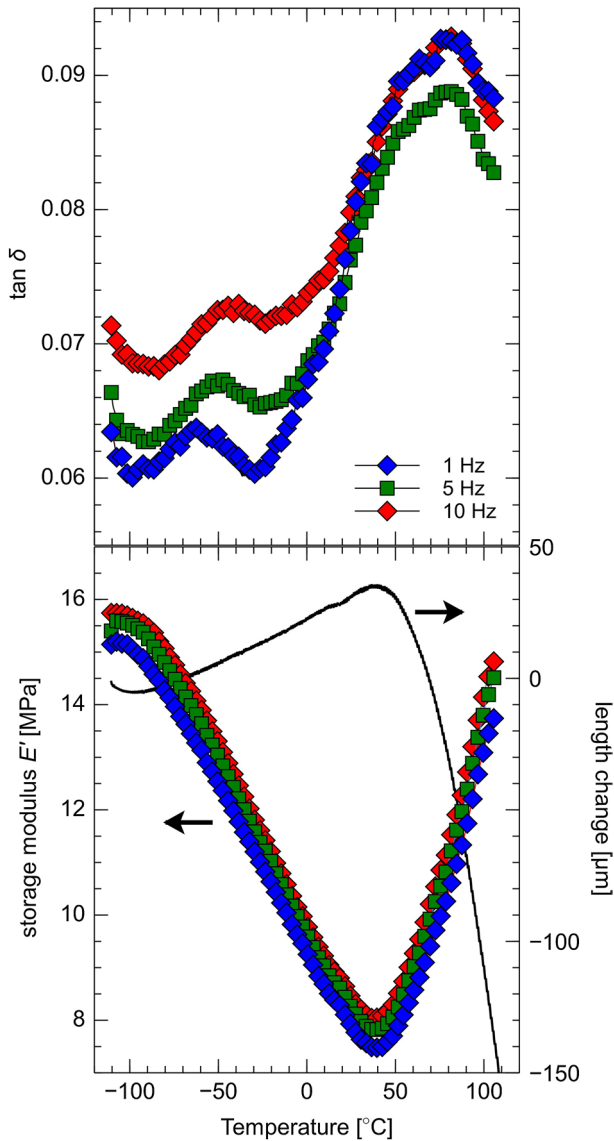 0.09
0.08
tan δ
0.07
0.06
1 Hz
5 Hz
10 Hz
50
16
0
14
storage modulus E' [MPa]
length change [μm]
12
10
−100
8
−150
−100
−50
0
50
100
Temperature [°C]